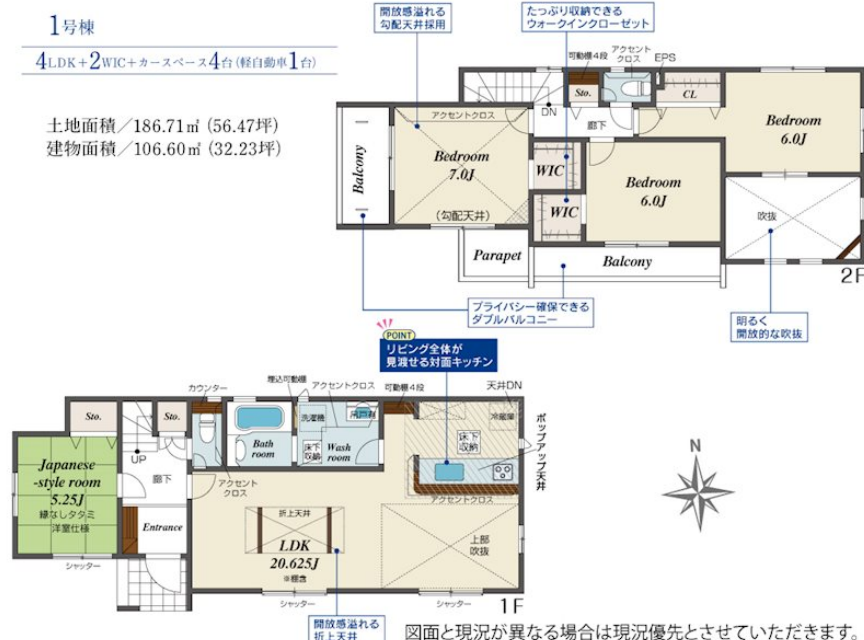 1号棟
4LDK+2WIC+カースペース4台(軽自動車1台)
土地面積／186.71㎡ (56.47坪)
建物面積／106.60㎡ (32.23坪)
開放感溢れる
勾配天井採用
たっぷり収納できる
ウォークインクローゼット
可動棚4段
アクセント
クロス
EPS
Sto.
CL
DN
廊下
アクセントクロス
Balcony
Bedroom
7.0J
(勾配天井)
WIC
WIC
Bedroom
6.0J
Bedroom
6.0J
吹抜
Parapet
Balcony
2F
プライバシー確保できる
ダブルバルコニー
明るく
開放的な吹抜
POINT
リビング全体が
見渡せる対面キッチン
カウンター
埋込可動棚
アクセントクロス
可動棚4段
天井DN
Sto.
Sto.
UP
廊下
Bath
room
洗濯機
吊戸棚
床下
収納
Wash
room
冷蔵庫
床下
収納
ポップアップ天井
Japanese
-style room
5.25J
縁なしタタミ
洋室仕様
アクセント
クロス
アクセントクロス
Entrance
折上天井
LDK
20.625J
※棚含
上部
吹抜
シャッター
シャッター
シャッター
1F
N
開放感溢れる
折上天井
図面と現況が異なる場合は現況優先とさせていただきます。